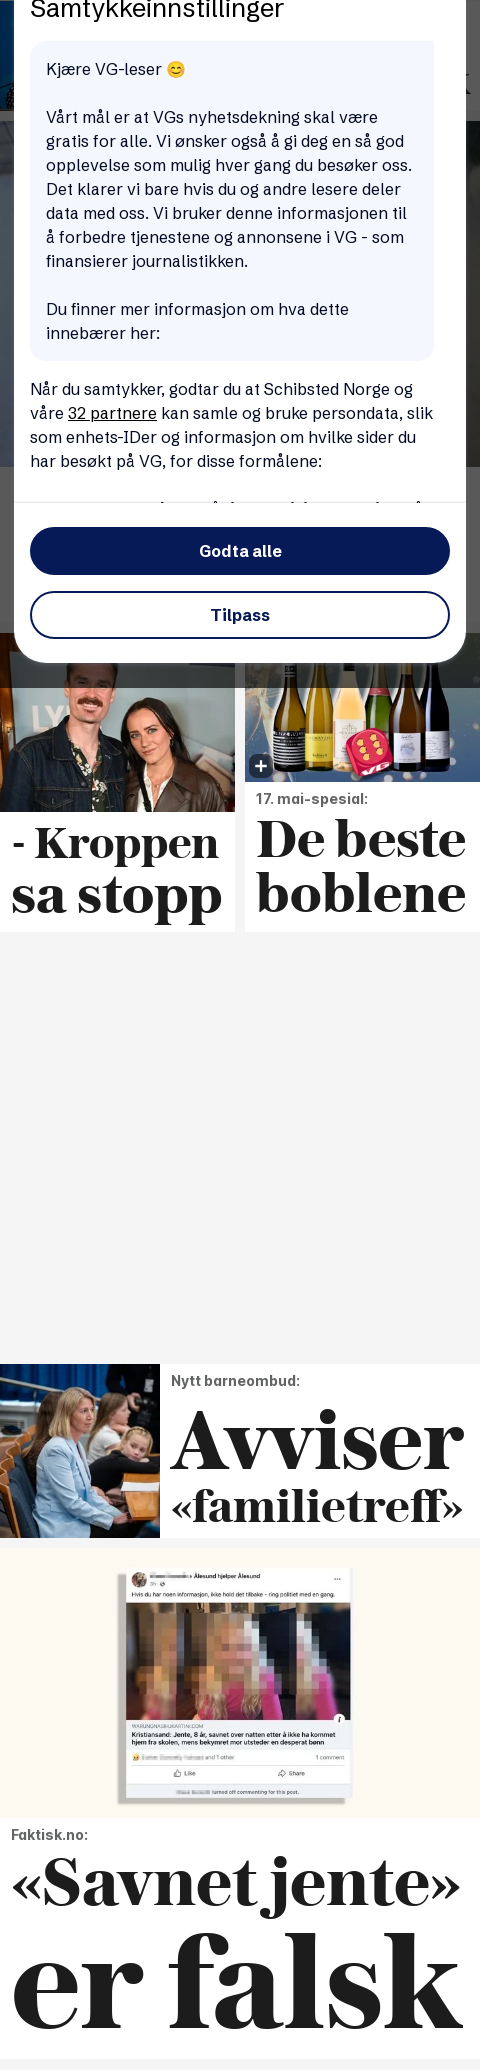 Samtykkeinnstillinger
Kjære VG-leser 😊
Vårt mål er at VGs nyhetsdekning skal være
gratis for alle. Vi ønsker også å gi deg en så god
opplevelse som mulig hver gang du besøker oss.
Det klarer vi bare hvis du og andre lesere deler
data med oss. Vi bruker denne informasjonen til
å forbedre tjenestene og annonsene i VG - som
finansierer journalistikken.
Du finner mer informasjon om hva dette
innebærer her:
Når du samtykker, godtar du at Schibsted Norge og
våre 32 partnere kan samle og bruke persondata, slik
som enhets-IDer og informasjon om hvilke sider du
har besøkt på VG, for disse formålene:
Godta alle
Tilpass
LY
VG
- Kroppen
sa stopp
17. mai-spesial:
De beste
boblene
Nytt barneombud:
Avviser
«familietreff»
▸ Ålesund hjelper Ålesund
Hvis du har noen informasjon, ikke hold det tilbake - ring politiet med en gang.
Kristiansand: Jente, 8 år, savnet over natten etter å ikke ha kommet
hjem fra skolen, mens bekymret mor utsteder en desperat bønn
and 1 other
1 comment
Like
Share
turned off commenting for this post.
Faktisk.no:
«Savnet jente»
er falsk